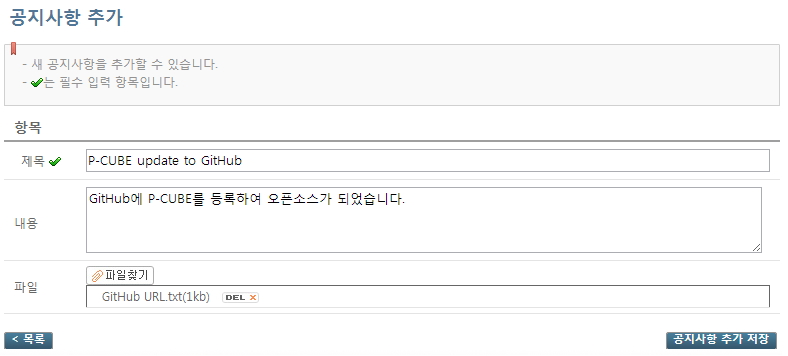 공지사항 추가
- 새 공지사항을 추가할 수 있습니다.
- 는 필수 입력 항목입니다.
항목
제목
P-CUBE update to GitHub
내용
GitHub에 P-CUBE를 등록하여 오픈소스가 되었습니다.
파일
파일찾기
GitHub URL.txt(1kb) DEL ×
< 목록
공지사항 추가 저장